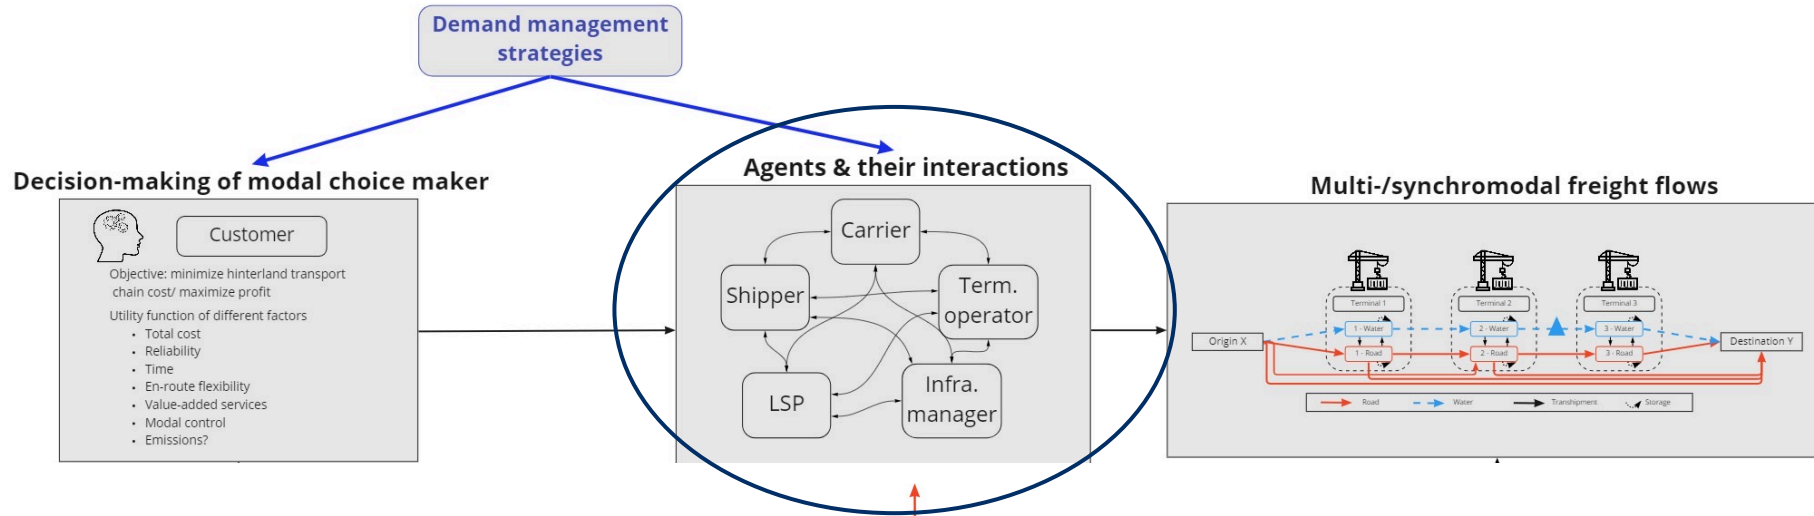 Demand management
strategies
Decision-making of modal choice maker
Customer
Objective: minimize hinterland transport
chain cost/ maximize profit
Utility function of different factors
• Total cost
• Reliability
• Time
• En-route flexibility
• Value-added services
• Modal control
• Emissions?
Agents & their interactions
Carrier
Shipper
Term.
operator
LSP
Infra.
manager
Multi-/synchromodal freight flows
Terminal 1
Terminal 2
Terminal 3
1 - Water
2 - Water
3 - Water
Origin X
Destination Y
1 - Road
2 - Road
3 - Road
Road
Water
Transhipment
Storage